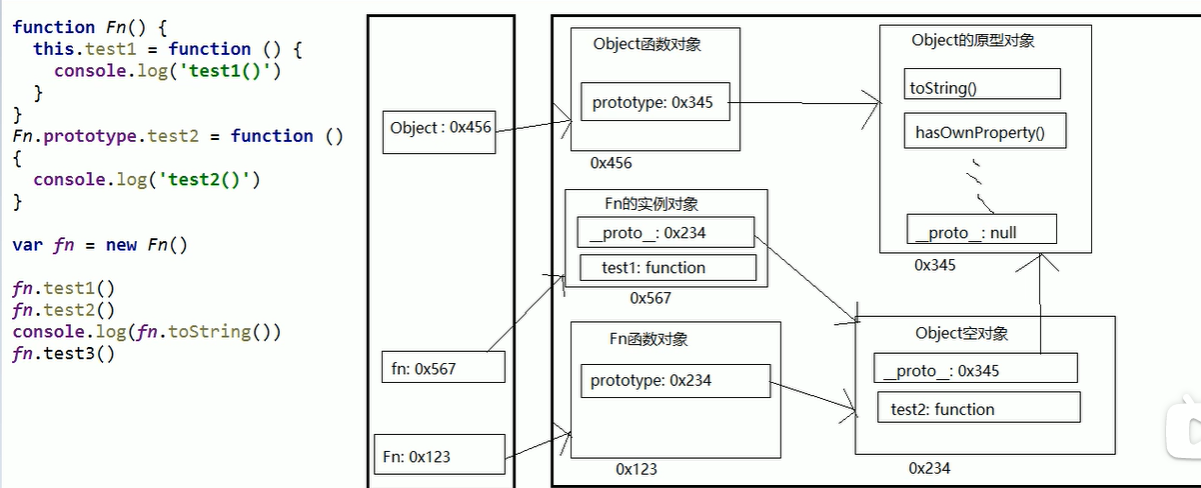 function Fn() {
this.test1 = function () {
console.log('test1()')
}
}
Fn.prototype.test2 = function ()
{
console.log('test2()')
}
var fn = new Fn()
fn.test1()
fn.test2()
console.log(fn.toString())
fn.test3()
Object : 0x456
fn: 0x567
Fn: 0x123
Object函数对象
prototype: 0x345
0x456
Fn的实例对象
__proto__: 0x234
test1: function
0x567
Fn函数对象
prototype: 0x234
0x123
Object的原型对象
toString()
hasOwnProperty()
__proto__: null
0x345
Object空对象
__proto__: 0x345
test2: function
0x234